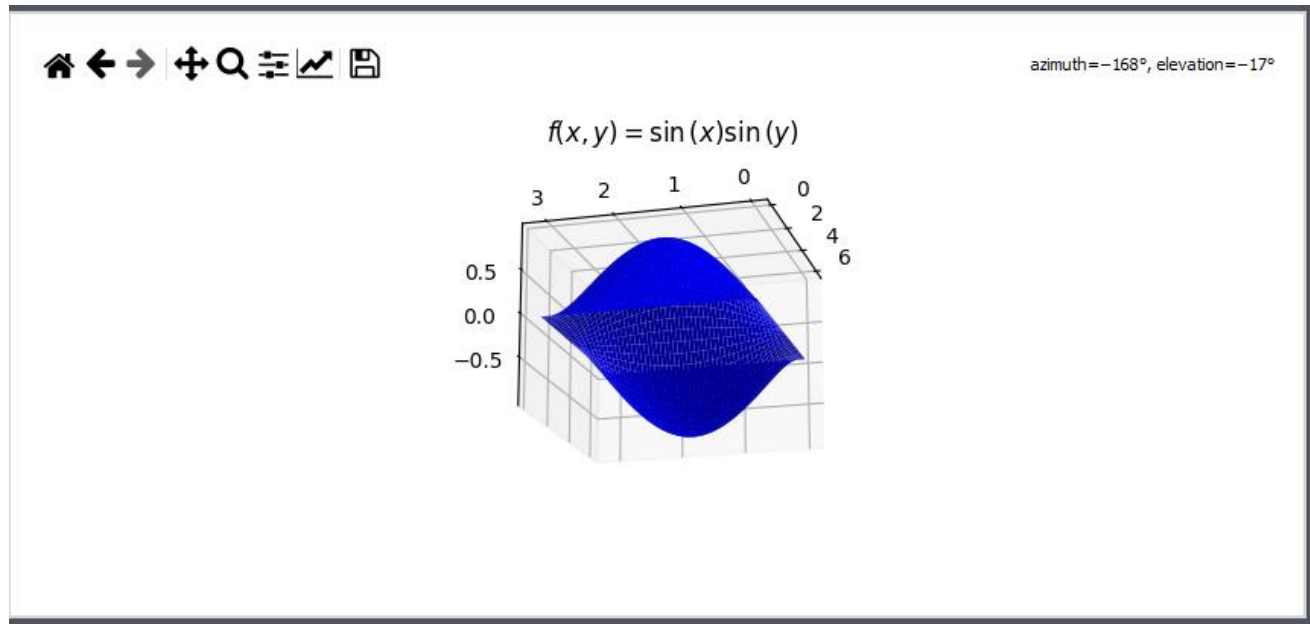 azimuth=−168°, elevation=−17°
f(x, y) = sin (x)sin (y)
3 2 1 0 0
2
4
6
0.5
0.0
−0.5